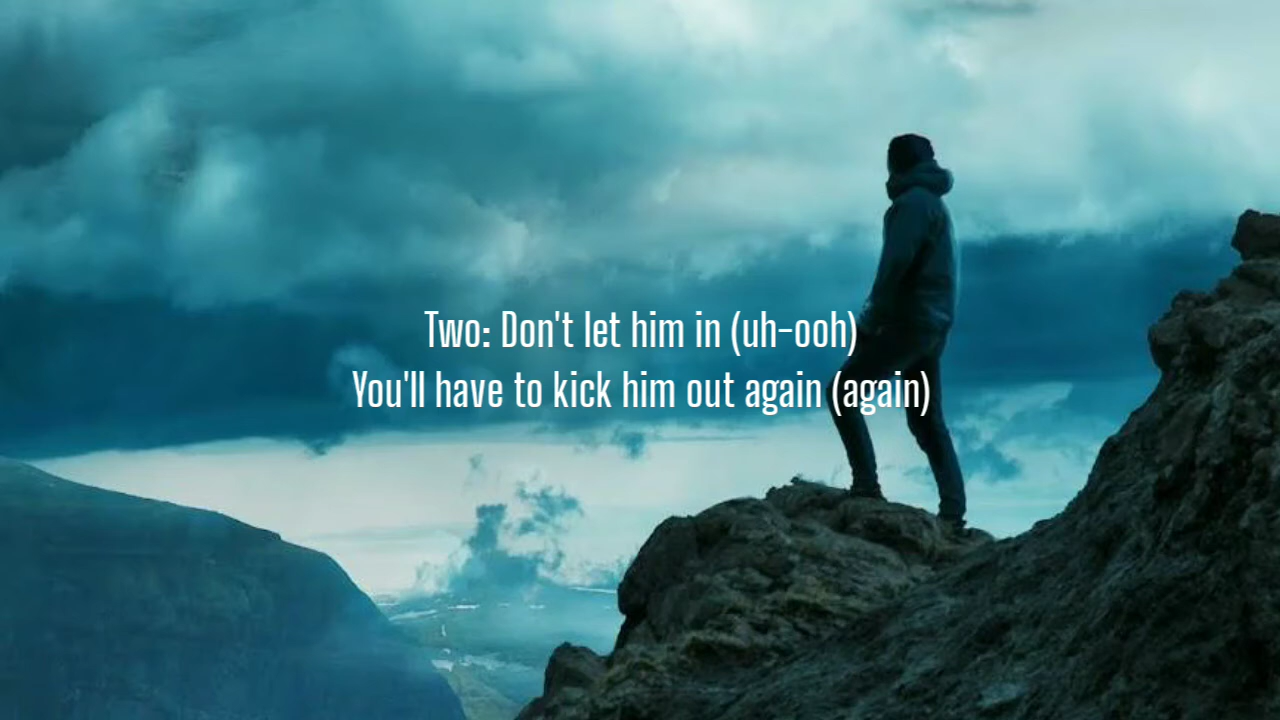 Two: Don't let him in (uh-ooh)
You'll have to kick him out again (again)